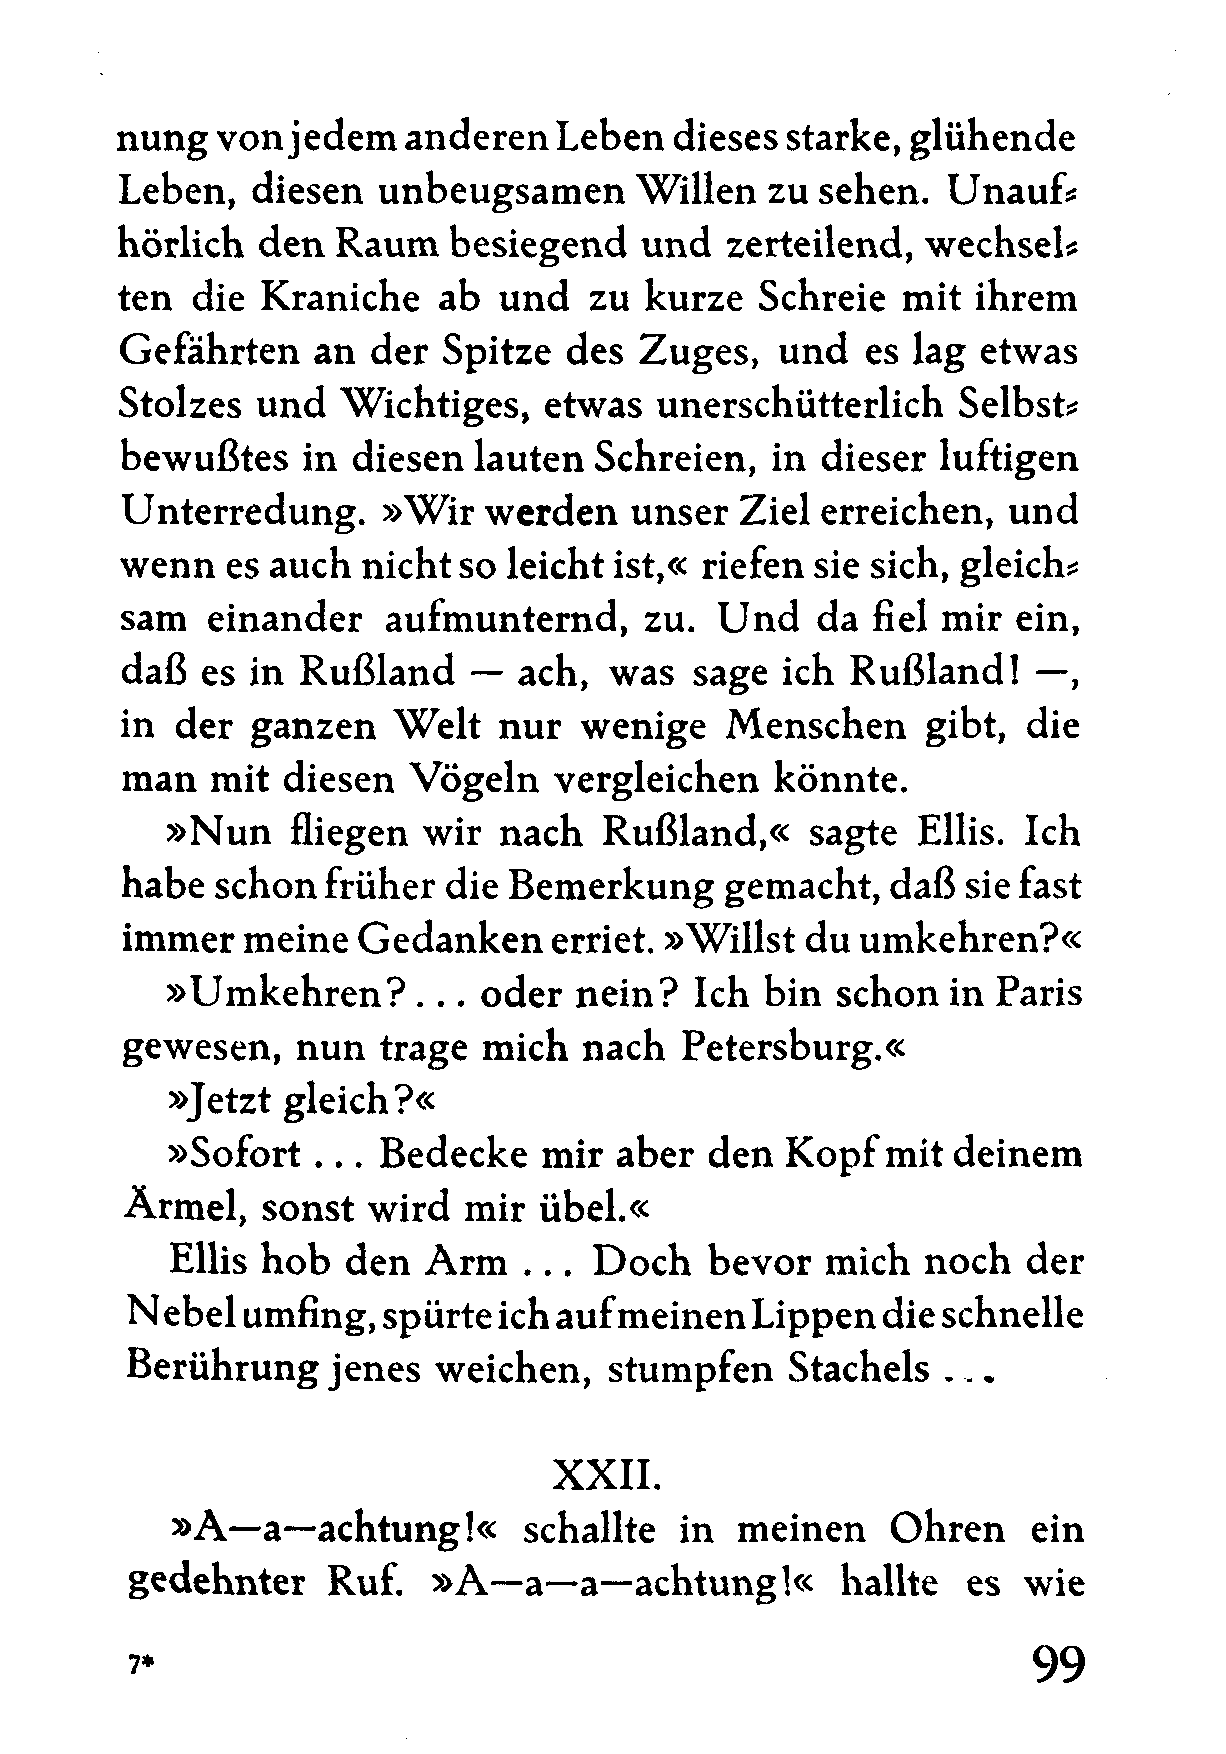 nung von jedem anderen Leben dieses starke, glühende
Leben, diesen unbeugsamen Willen zu sehen. Unauf⸗
hörlich den Raum besiegend und zerteilend, wechsel⸗
ten die Kraniche ab und zu kurze Schreie mit ihrem
Gefährten an der Spitze des Zuges, und es lag etwas
Stolzes und Wichtiges, etwas unerschütterlich Selbst⸗
bewußtes in diesen lauten Schreien, in dieser luftigen
Unterredung. »Wir werden unser Ziel erreichen, und
wenn es auch nicht so leicht ist,« riefen sie sich, gleich⸗
sam einander aufmunternd, zu. Und da fiel mir ein,
daß es in Rußland — ach, was sage ich Rußland! —,
in der ganzen Welt nur wenige Menschen gibt, die
man mit diesen Vögeln vergleichen könnte.
»Nun fliegen wir nach Rußland,« sagte Ellis. Ich
habe schon früher die Bemerkung gemacht, daß sie fast
immer meine Gedanken erriet. »Willst du umkehren?«
»Umkehren? ... oder nein? Ich bin schon in Paris
gewesen, nun trage mich nach Petersburg.«
»Jetzt gleich?«
»Sofort ... Bedecke mir aber den Kopf mit deinem
Ärmel, sonst wird mir übel.«
Ellis hob den Arm ... Doch bevor mich noch der
Nebel umfing, spürte ich auf meinen Lippen die schnelle
Berührung jenes weichen, stumpfen Stachels ...
XXII.
»A—a—achtung!« schallte in meinen Ohren ein
gedehnter Ruf. »A—a—a—achtung!« hallte es wie
7* 99